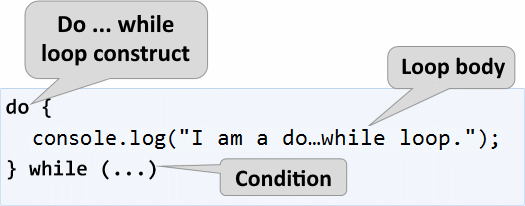 Do ... while
loop construct
Loop body
do {
console.log("I am a do…while loop.");
} while (...)
Condition